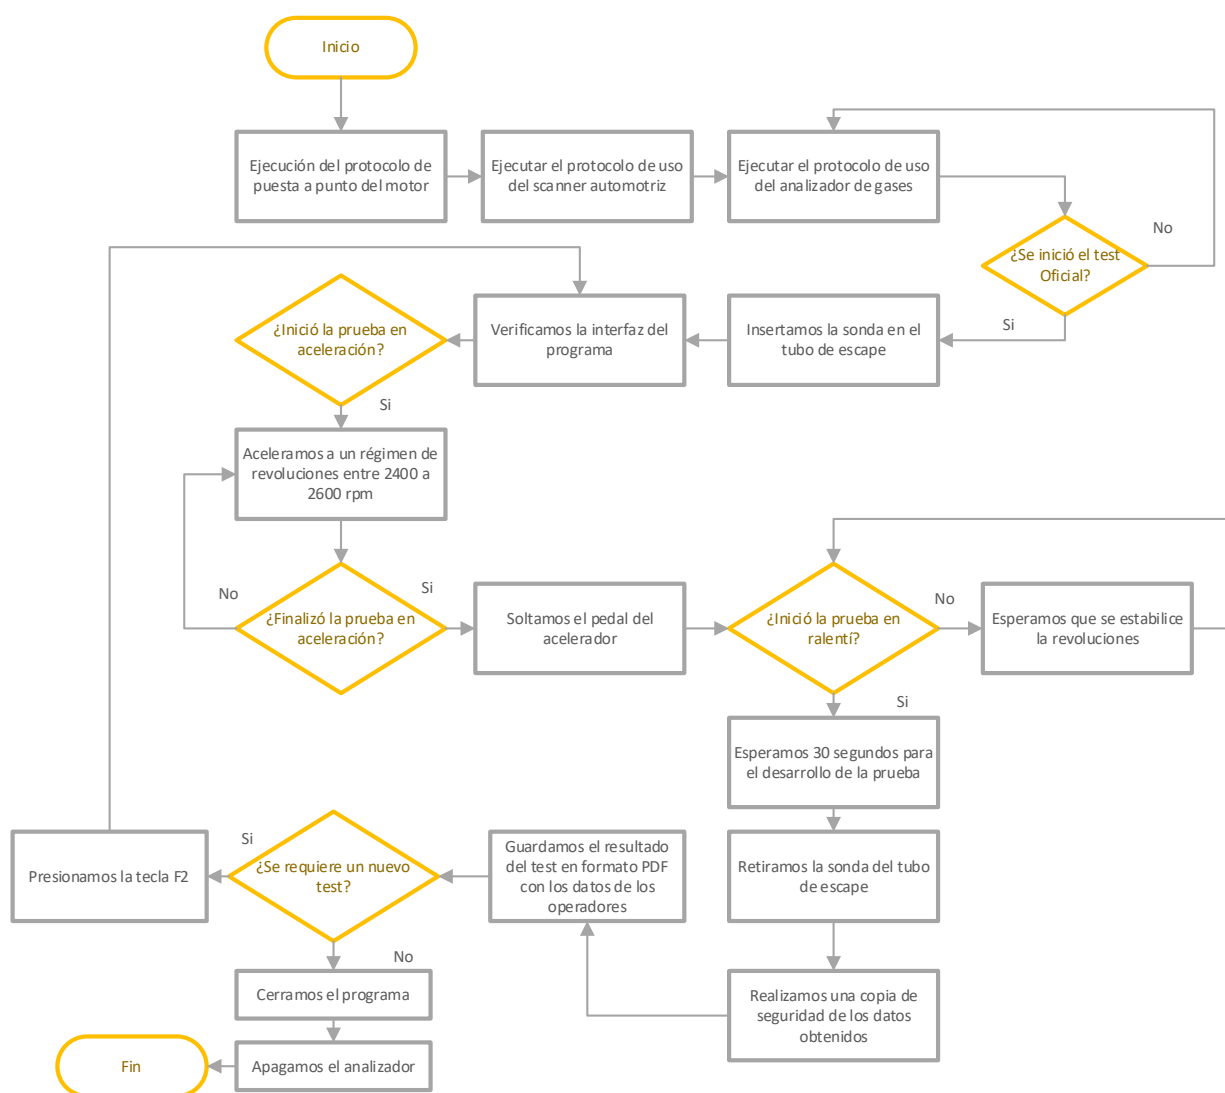 Inicio
Ejecución del protocolo de
puesta a punto del motor
Ejecutar el protocolo de uso
del scanner automotriz
Ejecutar el protocolo de uso
del analizador de gases
No
¿Se inició el test
Oficial?
Si
Insertamos la sonda en el
tubo de escape
Verificamos la interfaz del
programa
¿Inició la prueba en
aceleración?
Si
Aceleramos a un régimen de
revoluciones entre 2400 a
2600 rpm
No
¿Finalizó la prueba en
aceleración?
Si
Soltamos el pedal del
acelerador
¿Inició la prueba en
ralentí?
No
Esperamos que se estabilice
la revoluciones
Si
Esperamos 30 segundos para
el desarrollo de la prueba
Retiramos la sonda del tubo
de escape
Realizamos una copia de
seguridad de los datos
obtenidos
Guardamos el resultado
del test en formato PDF
con los datos de los
operadores
¿Se requiere un nuevo
test?
Si
Presionamos la tecla F2
No
Cerramos el programa
Apagamos el analizador
Fin